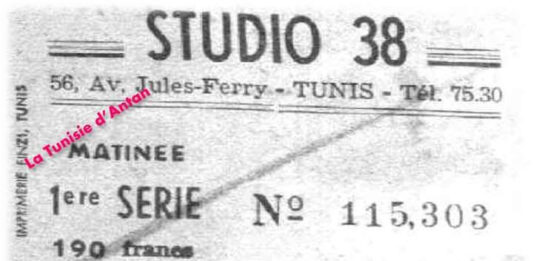 STUDIO 38
56, Av. Jules-Ferry - TUNIS - Tél. 75.30
La Tunisie d'Antan
IMPRIMERIE FINZI, TUNIS
MATINEE
1ere SERIE Nº 115,303
190 francs